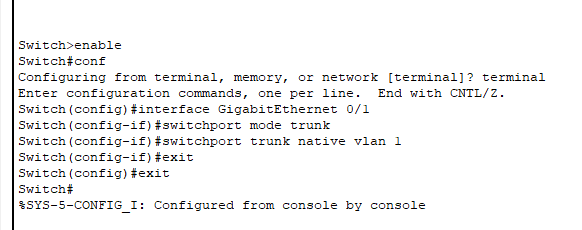 Switch>enable
Switch#conf
Configuring from terminal, memory, or network [terminal]? terminal
Enter configuration commands, one per line.  End with CNTL/Z.
Switch(config)#interface GigabitEthernet 0/1
Switch(config-if)#switchport mode trunk
Switch(config-if)#switchport trunk native vlan 1
Switch(config-if)#exit
Switch(config)#exit
Switch#
%SYS-5-CONFIG_I: Configured from console by console